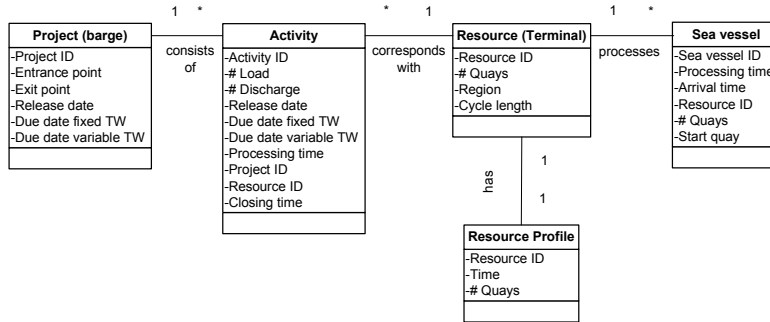 1 * * 1 1 *
Project (barge)
-Project ID
-Entrance point
-Exit point
-Release date
-Due date fixed TW
-Due date variable TW
consists
of
Activity
-Activity ID
-# Load
-# Discharge
-Release date
-Due date fixed TW
-Due date variable TW
-Processing time
-Project ID
-Resource ID
-Closing time
corresponds
with
Resource (Terminal)
-Resource ID
-# Quays
-Region
-Cycle length
processes
Sea vessel
-Sea vessel ID
-Processing time
-Arrival time
-Resource ID
-# Quays
-Start quay
1
has
1
Resource Profile
-Resource ID
-Time
-# Quays